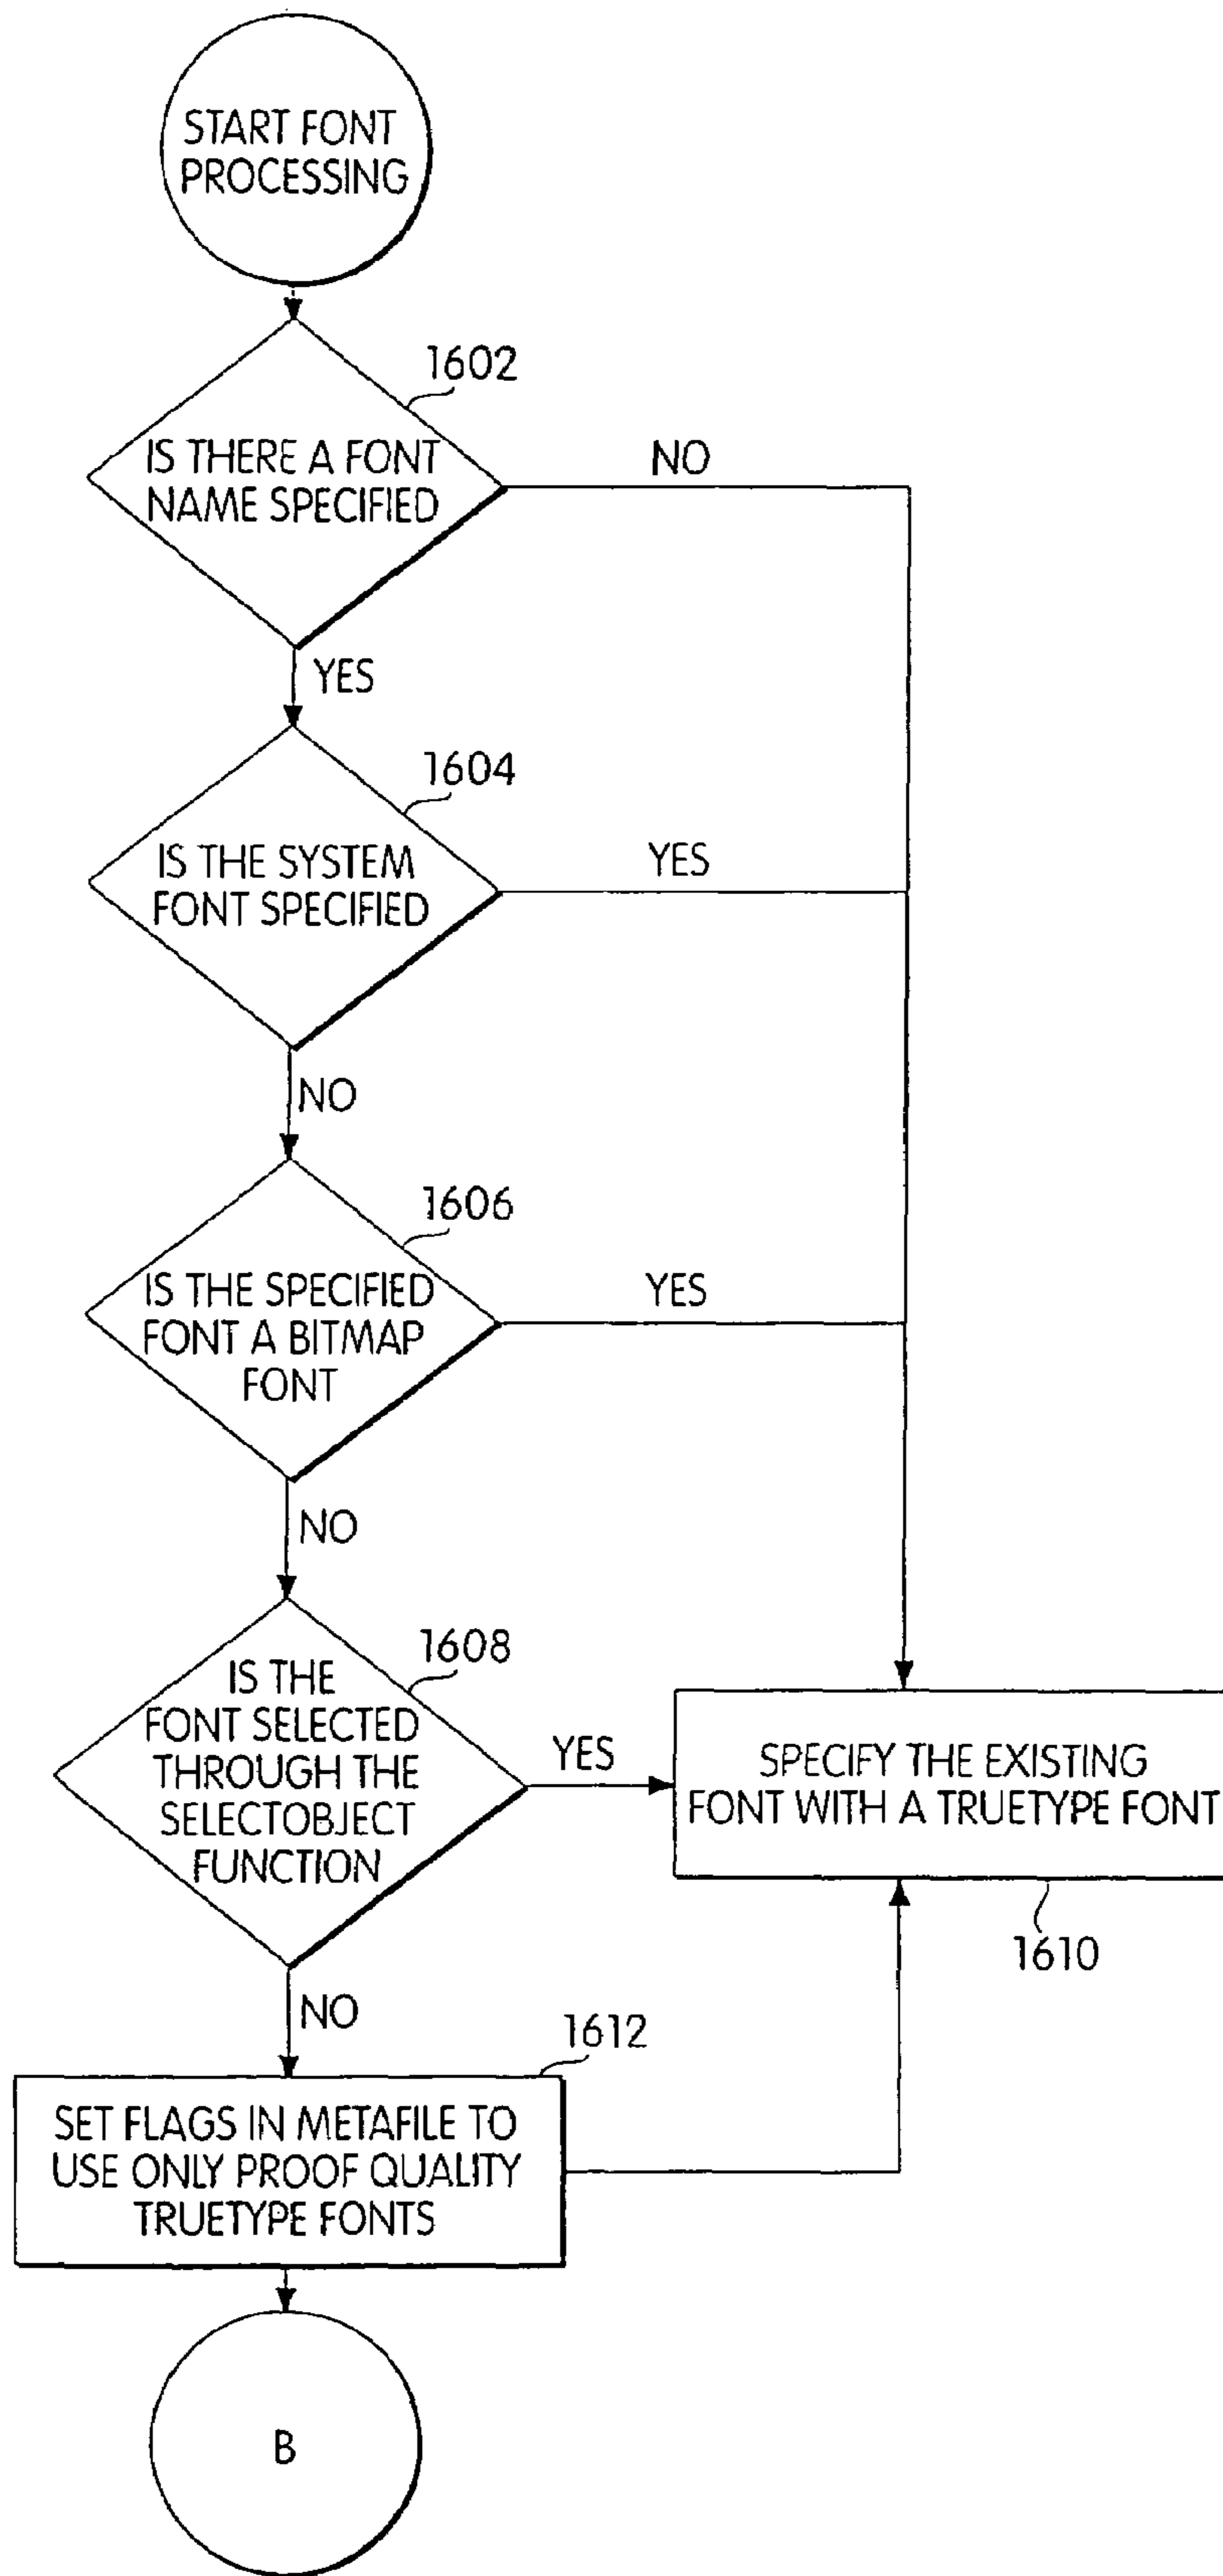 START FONT
PROCESSING
1602
IS THERE A FONT
NAME SPECIFIED
NO
YES
1604
IS THE SYSTEM
FONT SPECIFIED
YES
NO
1606
IS THE SPECIFIED
FONT A BITMAP
FONT
YES
NO
1608
IS THE
FONT SELECTED
THROUGH THE
SELECTOBJECT
FUNCTION
YES
SPECIFY THE EXISTING
FONT WITH A TRUETYPE FONT
1610
NO
1612
SET FLAGS IN METAFILE TO
USE ONLY PROOF QUALITY
TRUETYPE FONTS
B